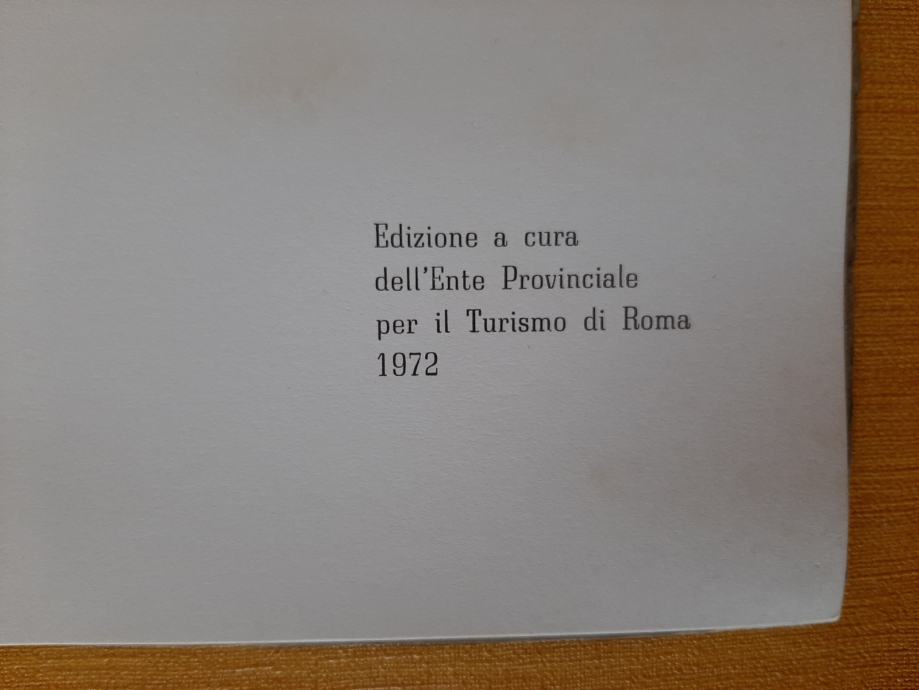 Edizione a cura
dell'Ente Provinciale
per il Turismo di Roma
1972